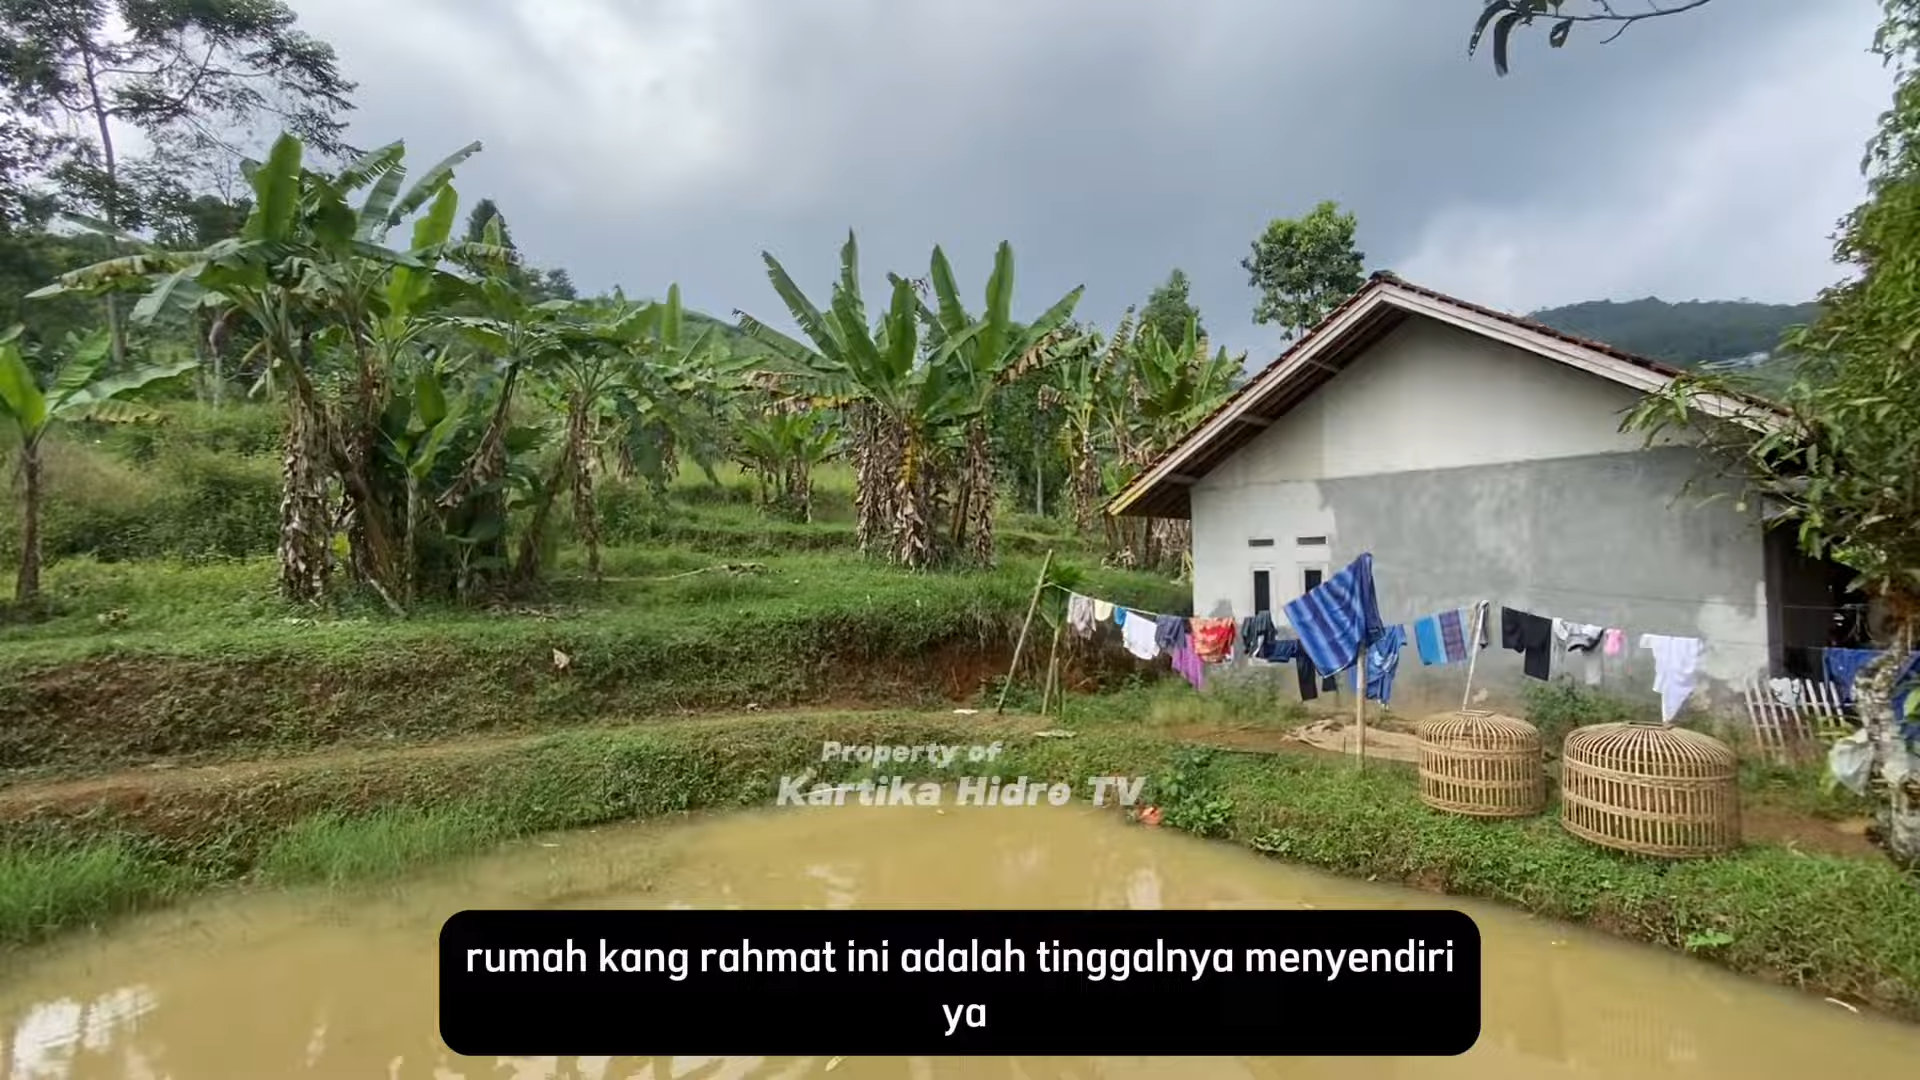 Property of
Kartika Hidro TV
rumah kang rahmat ini adalah tinggalnya menyendiri
ya